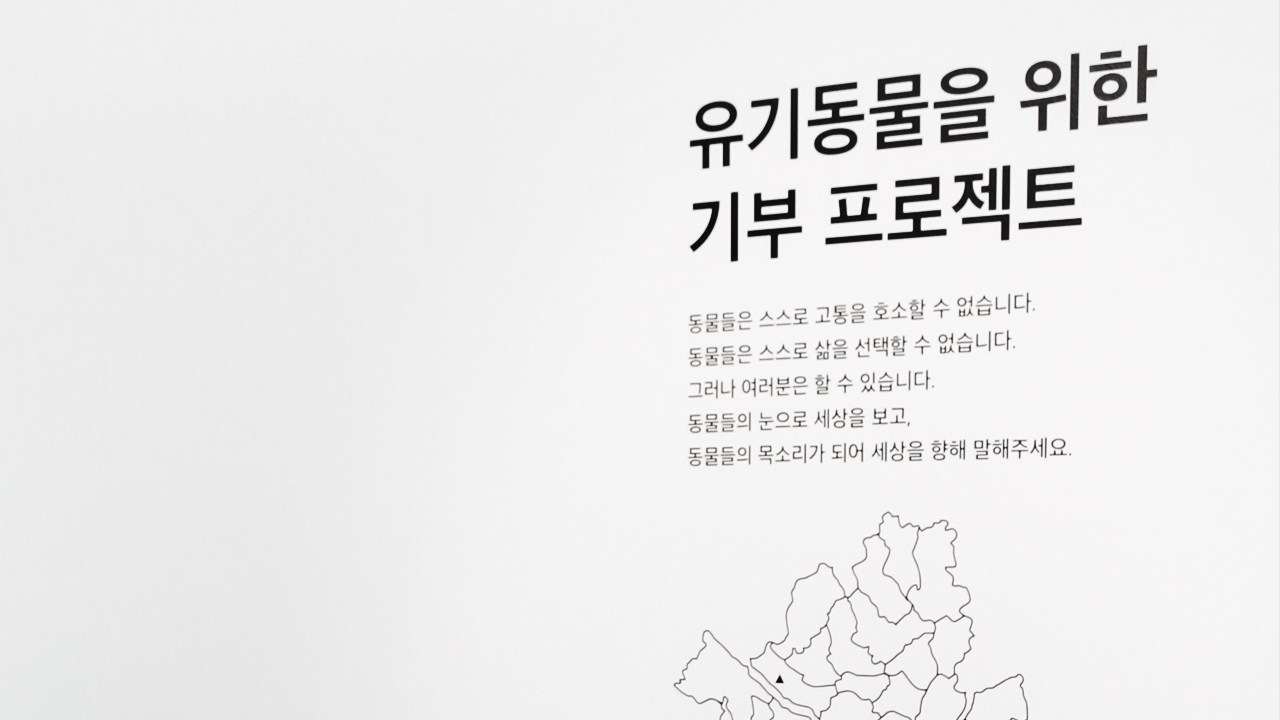 유기동물을 위한
기부 프로젝트
동물들은 스스로 고통을 호소할 수 없습니다.
동물들은 스스로 삶을 선택할 수 없습니다.
그러나 여러분은 할 수 있습니다.
동물들의 눈으로 세상을 보고,
동물들의 목소리가 되어 세상을 향해 말해주세요.